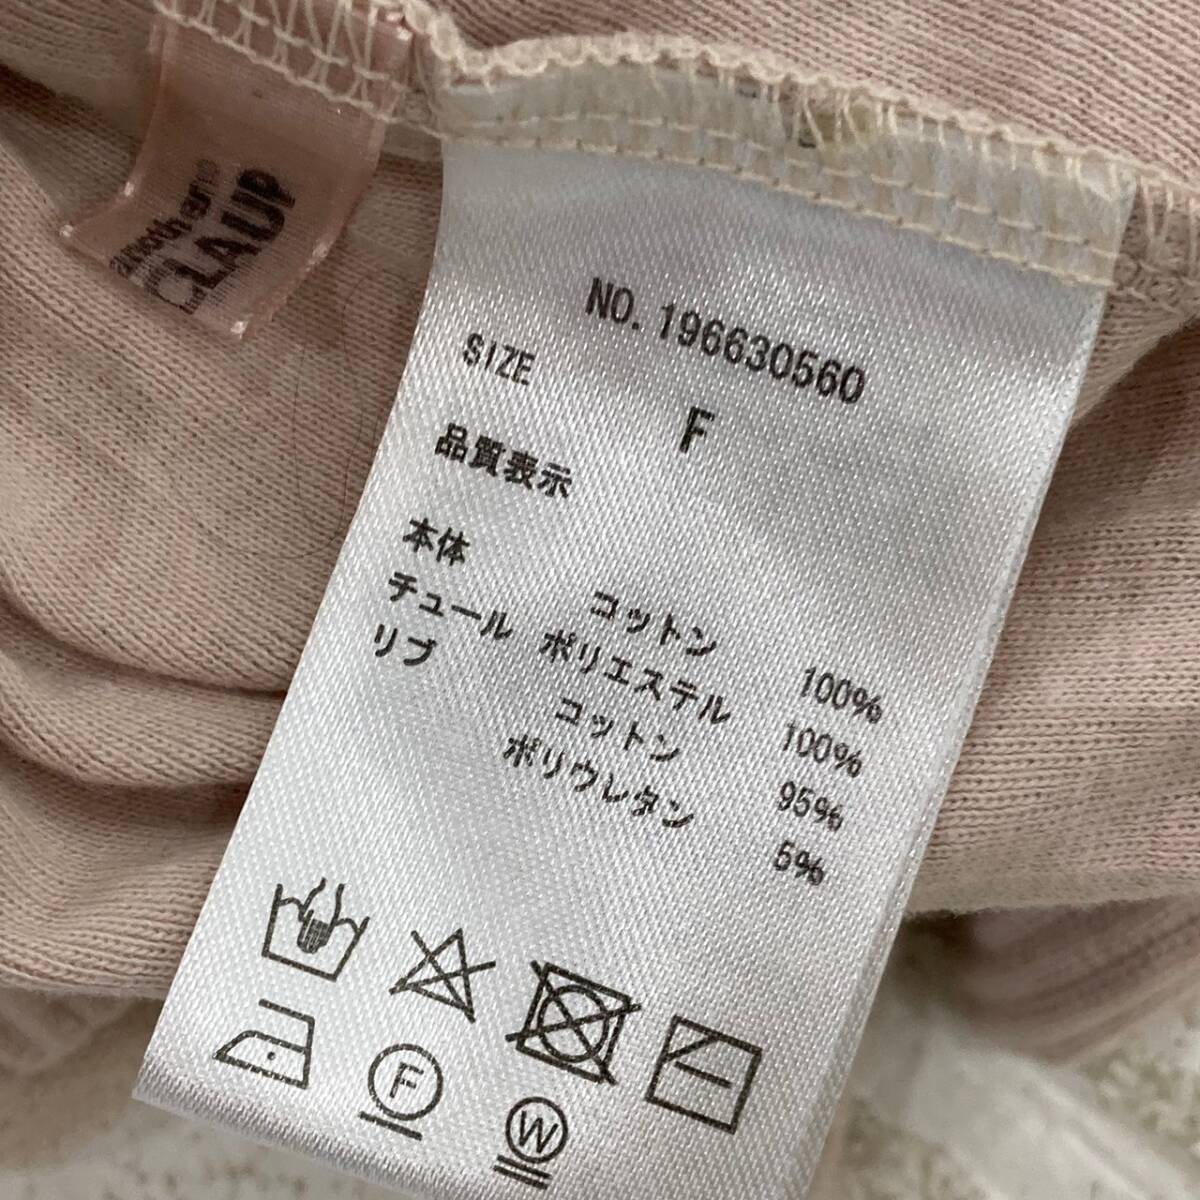 CLAUP
NO.196630560
SIZE
F
品質表示
本体 コットン 100%
チュール ポリエステル 100%
リブ コットン 95%
ポリウレタン 5%
F
W